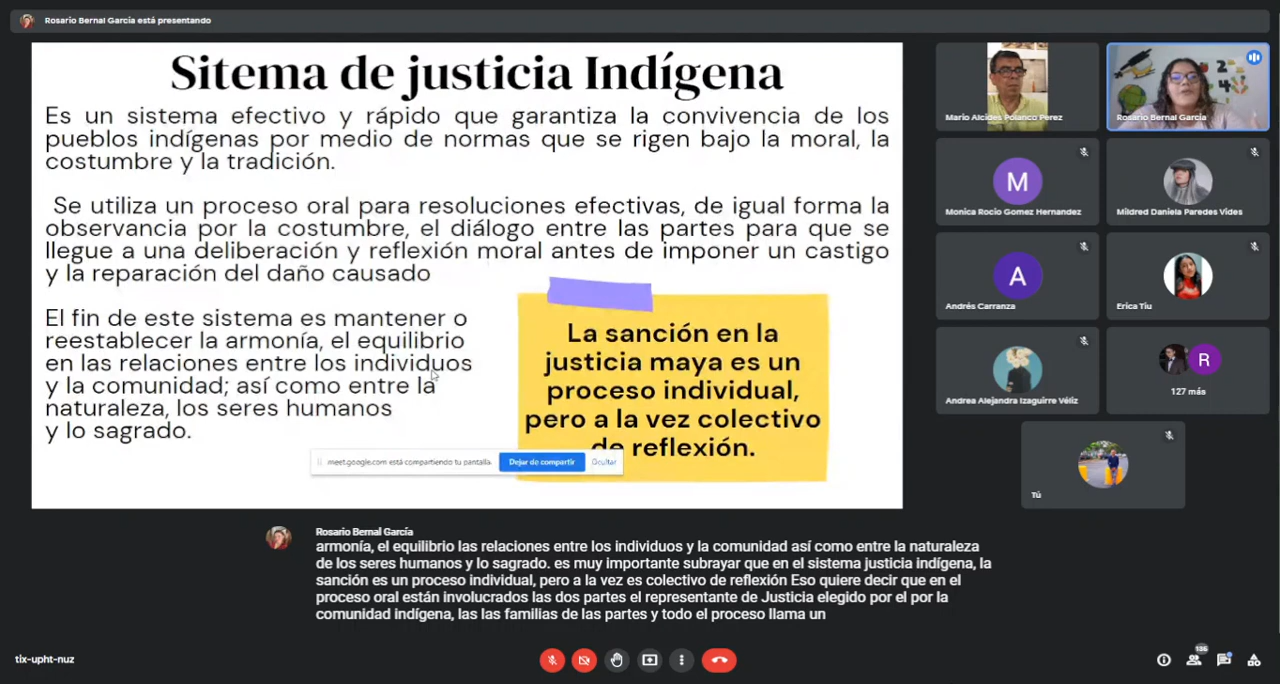 Rosario Bernal García está presentando
Sitema de justicia Indígena
Es un sistema efectivo y rápido que garantiza la convivencia de los
pueblos indígenas por medio de normas que se rigen bajo la moral, la
costumbre y la tradición.
Se utiliza un proceso oral para resoluciones efectivas, de igual forma la
observancia por la costumbre, el diálogo entre las partes para que se
llegue a una deliberación y reflexión moral antes de imponer un castigo
y la reparación del daño causado
El fin de este sistema es mantener o
reestablecer la armonía, el equilibrio
en las relaciones entre los individuos
y la comunidad; así como entre la
naturaleza, los seres humanos
y lo sagrado.
La sanción en la
justicia maya es un
proceso individual,
pero a la vez colectivo
de reflexión.
meet.google.com está compartiendo tu pantalla.
Dejar de compartir
Ocultar
Mario Alcides Polanco Perez
Rosario Bernal García
M
Monica Rocio Gomez Hernandez
Mildred Daniela Paredes Vides
A
Andrés Carranza
Erica Tiu
Andrea Alejandra Izaguirre Véliz
R
127 más
Tú
Rosario Bernal García
armonía, el equilibrio las relaciones entre los individuos y la comunidad así como entre la naturaleza
de los seres humanos y lo sagrado. es muy importante subrayar que en el sistema justicia indígena, la
sanción es un proceso individual, pero a la vez es colectivo de reflexión Eso quiere decir que en el
proceso oral están involucrados las dos partes el representante de Justicia elegido por el por la
comunidad indígena, las las familias de las partes y todo el proceso llama un
tix-upht-nuz
135